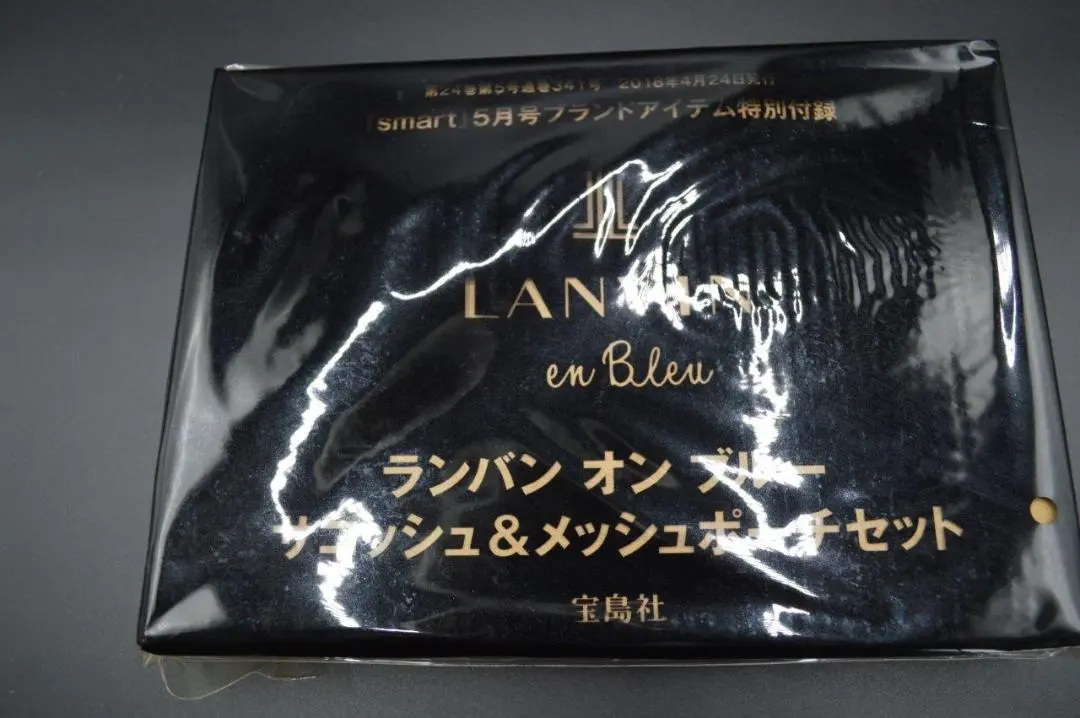 第24巻第5号通巻341号 2018年4月24日発行
「smart」5月号ブランドアイテム特別付録
LANVIN
en Bleu
ランバン オン ブルー
サコッシュ&メッシュポーチセット
宝島社